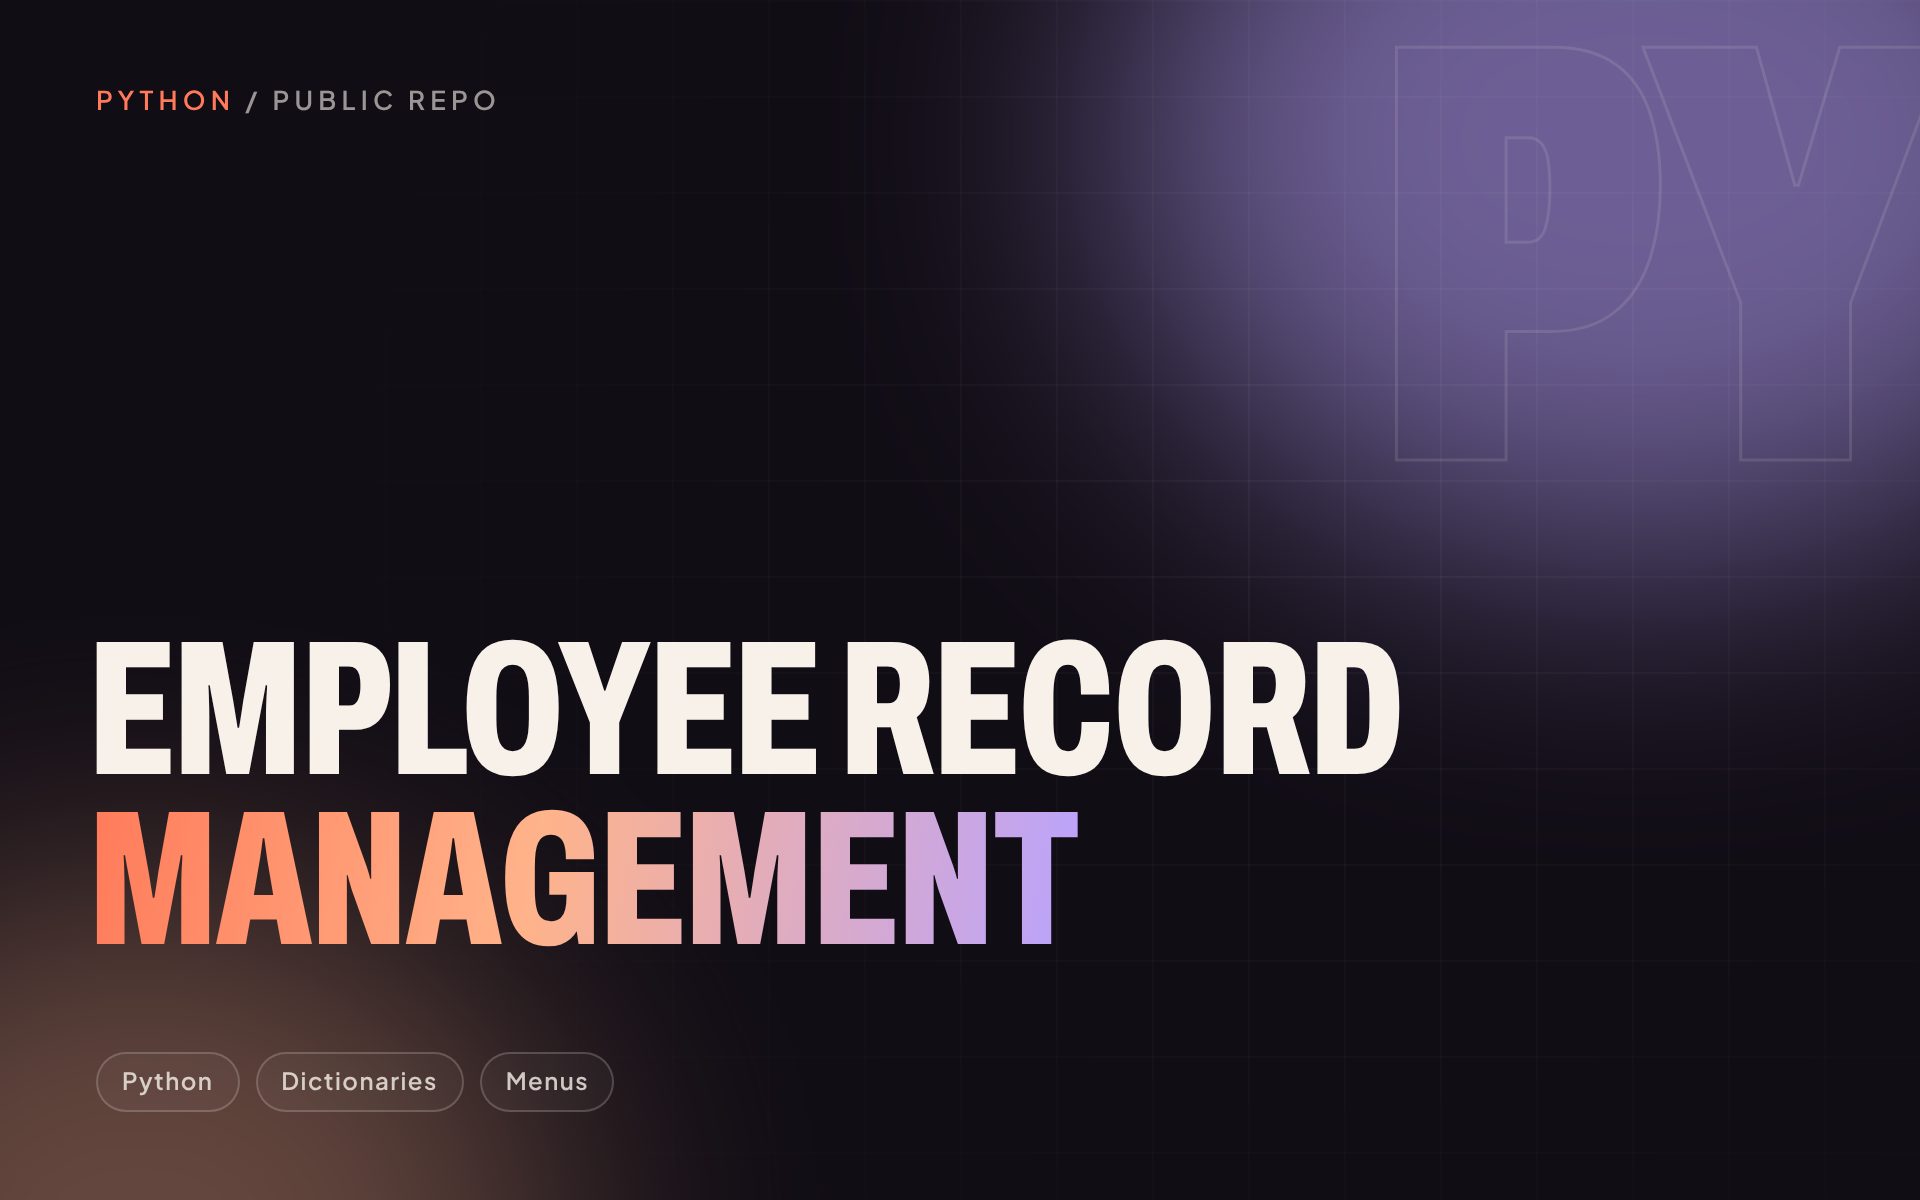 PYTHON / PUBLIC REPO
PY
EMPLOYEE RECORD
MANAGEMENT
Python Dictionaries Menus